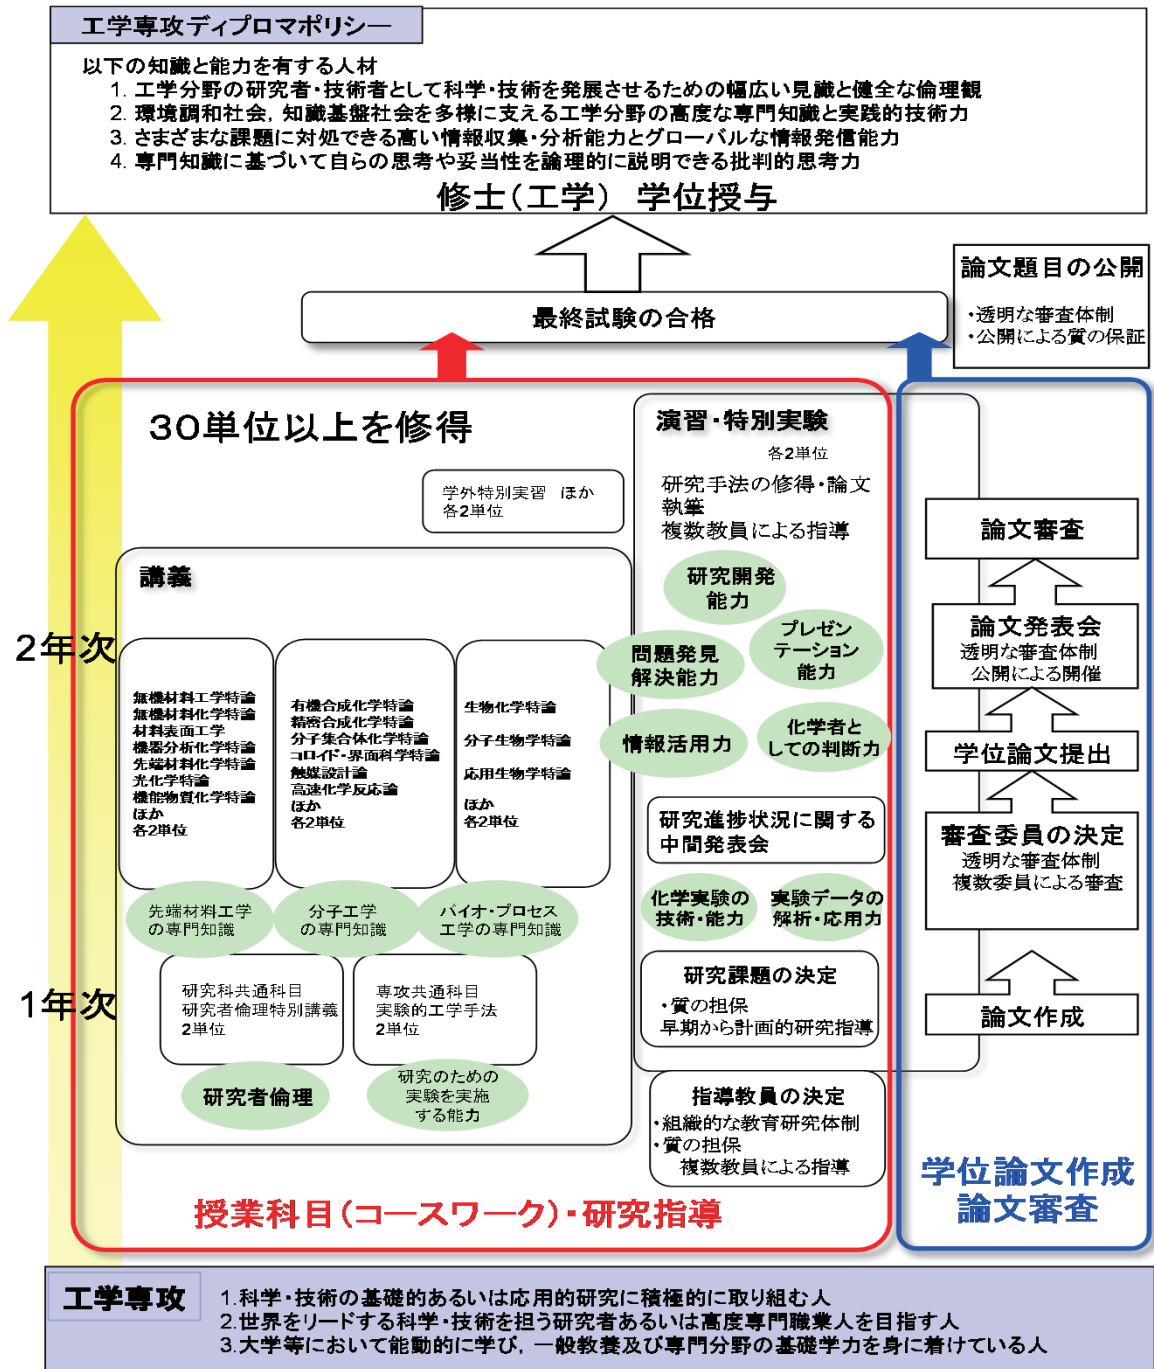 工学専攻ディプロマポリシー
以下の知識と能力を有する人材
1. 工学分野の研究者・技術者として科学・技術を発展させるための幅広い見識と健全な倫理観
2. 環境調和社会，知識基盤社会を多様に支える工学分野の高度な専門知識と実践的技術力
3. さまざまな課題に対処できる高い情報収集・分析能力とグローバルな情報発信能力
4. 専門知識に基づいて自らの思考や妥当性を論理的に説明できる批判的思考力
修士（工学） 学位授与
論文題目の公開
・透明な審査体制
・公開による質の保証
最終試験の合格
30単位以上を修得
学外特別実習 ほか
各2単位
演習・特別実験
各2単位
研究手法の修得・論文
執筆
複数教員による指導
研究開発
能力
プレゼン
テーション
能力
問題発見
解決能力
情報活用力
化学者と
しての判断力
研究進捗状況に関する
中間発表会
化学実験の
技術・能力
実験データの
解析・応用力
研究課題の決定
・質の担保
早期から計画的研究指導
指導教員の決定
・組織的な教育研究体制
・質の担保
複数教員による指導
講義
2年次
無機材料工学特論
無機材料化学特論
材料表面工学
機器分析化学特論
先端材料化学特論
光化学特論
機能物質化学特論
ほか
各2単位
有機合成化学特論
精密合成化学特論
分子集合体化学特論
コロイド・界面科学特論
触媒設計論
高速化学反応論
ほか
各2単位
生物化学特論
分子生物学特論
応用生物学特論
ほか
各2単位
先端材料工学
の専門知識
分子工学
の専門知識
バイオ・プロセス
工学の専門知識
1年次
研究科共通科目
研究者倫理特別講義
2単位
専攻共通科目
実験的工学手法
2単位
研究者倫理
研究のための
実験を実施
する能力
授業科目（コースワーク）・研究指導
論文審査
論文発表会
透明な審査体制
公開による開催
学位論文提出
審査委員の決定
透明な審査体制
複数委員による審査
論文作成
学位論文作成
論文審査
工学専攻
1.科学・技術の基礎的あるいは応用的研究に積極的に取り組む人
2.世界をリードする科学・技術を担う研究者あるいは高度専門職業人を目指す人
3.大学等において能動的に学び，一般教養及び専門分野の基礎学力を身に着けている人